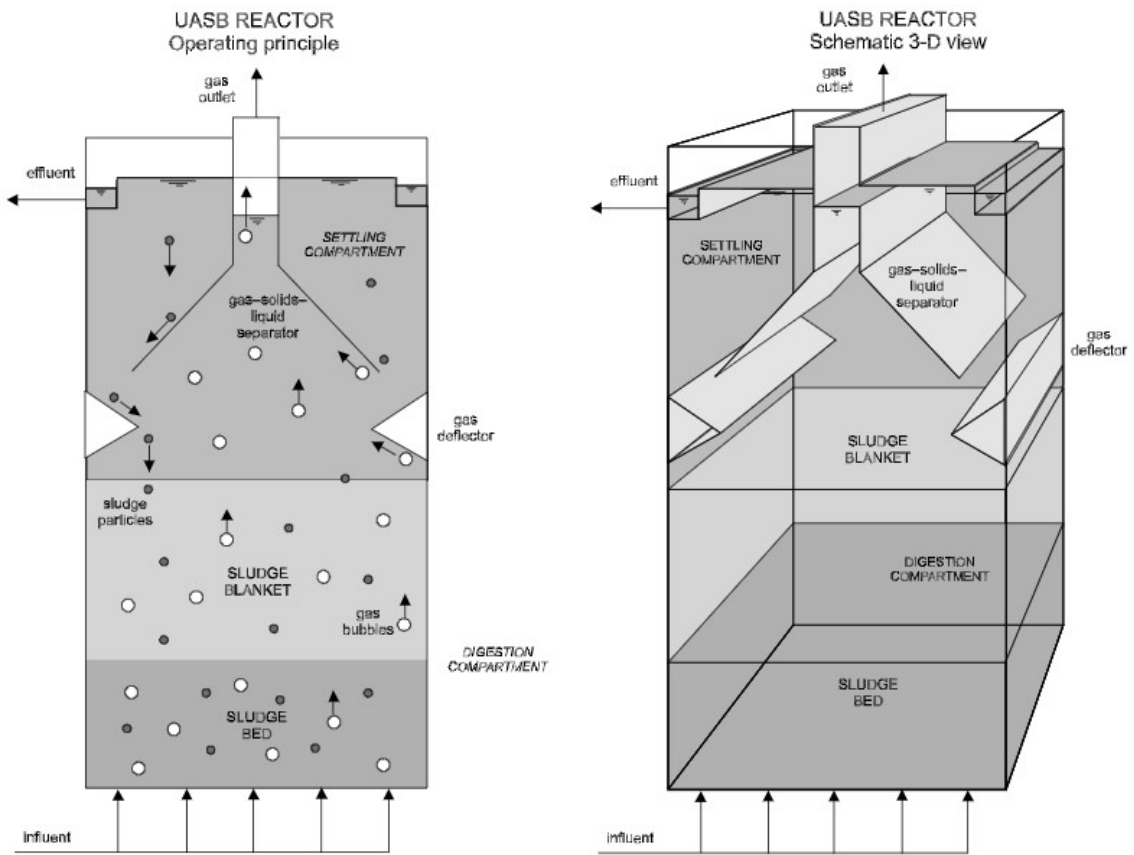 UASB REACTOR
Operating principle
gas
outlet
effluent
SETTLING
COMPARTMENT
gas–solids–
liquid
separator
gas
deflector
sludge
particles
SLUDGE
BLANKET
gas
bubbles
DIGESTION
COMPARTMENT
SLUDGE
BED
influent
UASB REACTOR
Schematic 3-D view
gas
outlet
effluent
SETTLING
COMPARTMENT
gas–solids–
liquid
separator
gas
deflector
SLUDGE
BLANKET
DIGESTION
COMPARTMENT
SLUDGE
BED
influent